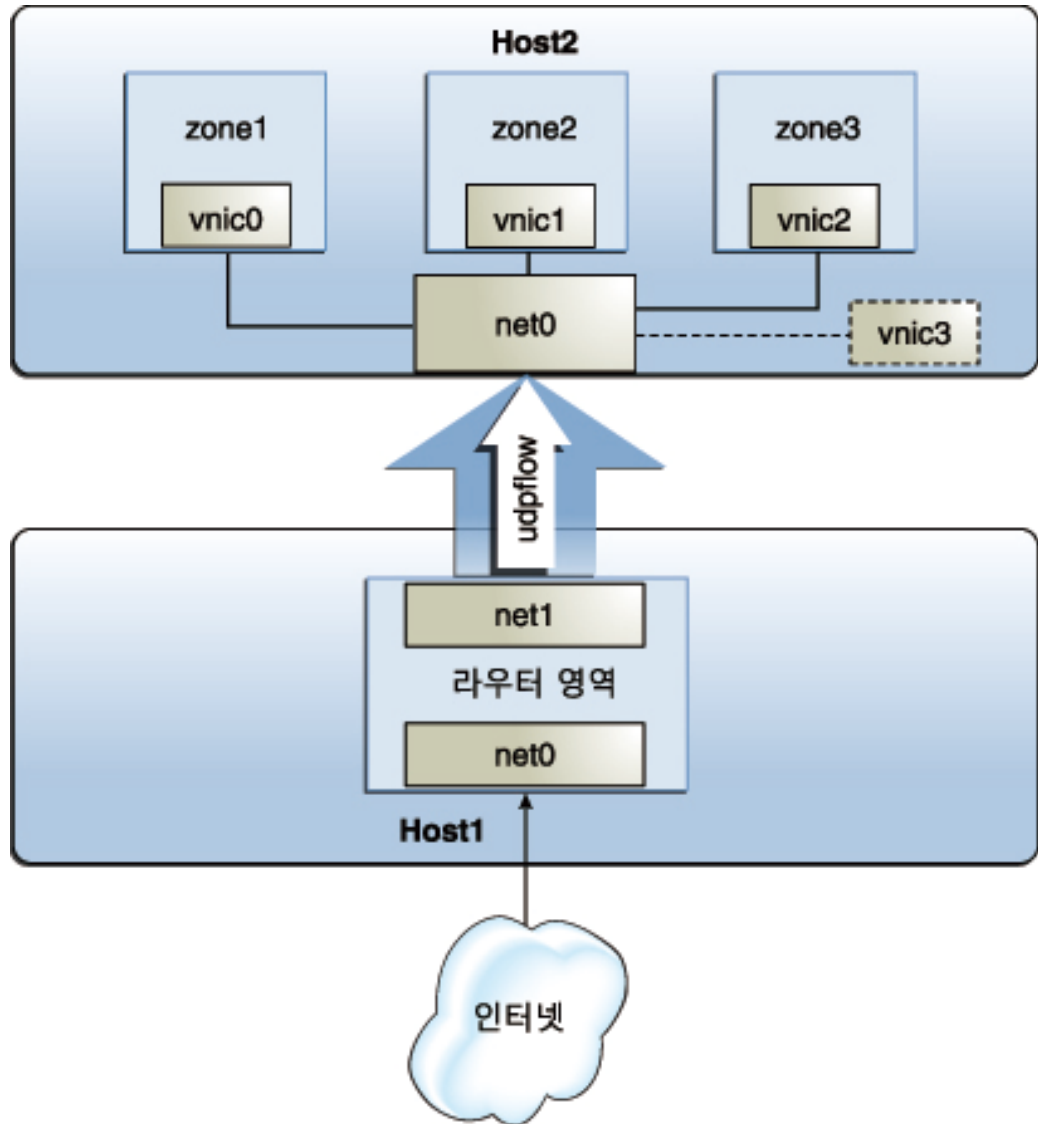 Host2
zone1
zone2
zone3
vnic0
vnic1
vnic2
net0
vnic3
udpflow
net1
라우터 영역
net0
Host1
인터넷